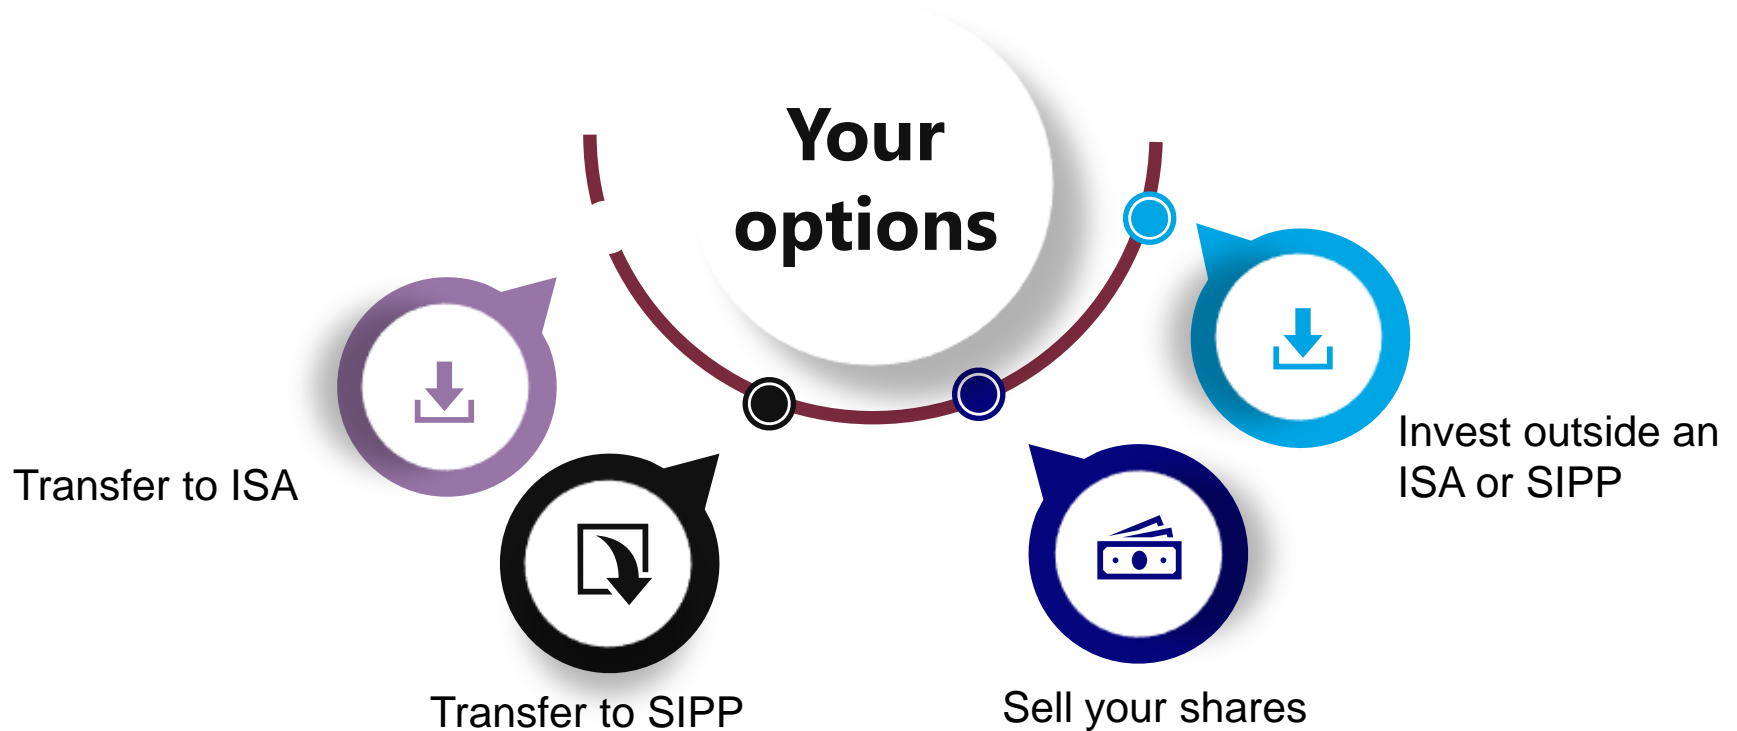 Your
options
Transfer to ISA
Transfer to SIPP
Sell your shares
Invest outside an
ISA or SIPP